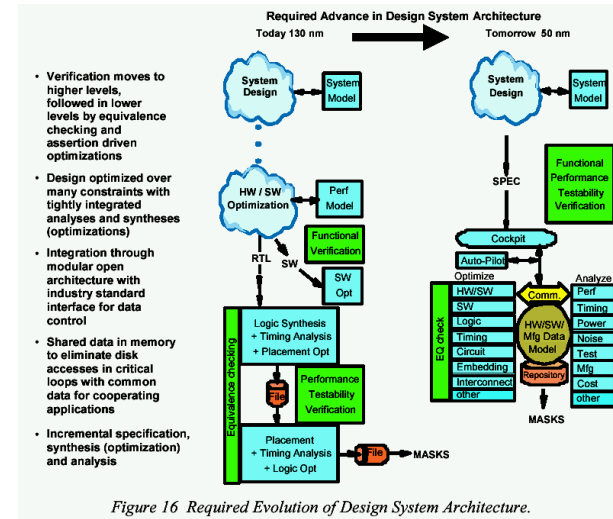 Required Advance in Design System Architecture
Today 130 nm
Tomorrow 50 nm
• Verification moves to
higher levels,
followed in lower
levels by equivalence
checking and
assertion driven
optimizations
• Design optimized over
many constraints with
tightly integrated
analyses and syntheses
(optimizations)
• Integration through
modular open
architecture with
industry standard
interface for data
control
• Shared data in memory
to eliminate disk
accesses in critical
loops with common
data for cooperating
applications
• Incremental specification,
synthesis (optimization)
and analysis
System
Design
System
Model
HW / SW
Optimization
Perf
Model
Functional
Verification
RTL
SW
SW
Opt
Equivalence checking
Logic Synthesis
+ Timing Analysis
+ Placement Opt
File
Performance
Testability
Verification
Placement
+ Timing Analysis
+ Logic Opt
File
MASKS
System
Design
System
Model
SPEC
Functional
Performance
Testability
Verification
Cockpit
Auto-Pilot
Optimize
Analyze
EQ check
HW/SW
SW
Logic
Timing
Circuit
Embedding
Interconnect
other
Comm.
HW/SW/
Mfg Data
Model
Repository
MASKS
Perf
Timing
Power
Noise
Test
Mfg
Cost
other
Figure 16 Required Evolution of Design System Architecture.